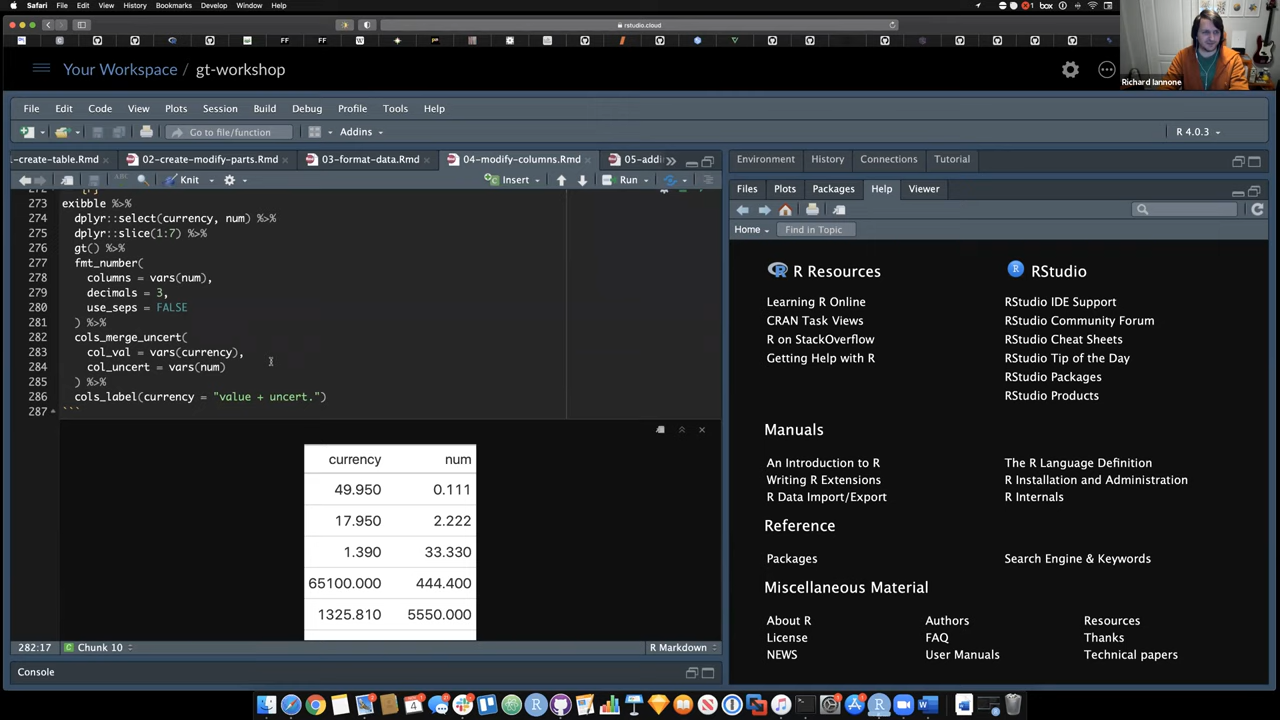 Safari File Edit View History Bookmarks Develop Window Help
box
rstudio.cloud
FF FF
Richard Iannone
Your Workspace / gt-workshop
File Edit Code View Plots Session Build Debug Profile Tools Help
Go to file/function Addins R 4.0.3
-create-table.Rmd 02-create-modify-parts.Rmd 03-format-data.Rmd 04-modify-columns.Rmd 05-addi
Knit Insert Run
273 exibble %>%
274 dplyr::select(currency, num) %>%
275 dplyr::slice(1:7) %>%
276 gt() %>%
277 fmt_number(
278 columns = vars(num),
279 decimals = 3,
280 use_seps = FALSE
281 ) %>%
282 cols_merge_uncert(
283 col_val = vars(currency),
284 col_uncert = vars(num)
285 ) %>%
286 cols_label(currency = "value + uncert.")
287 ```
currency num
49.950 0.111
17.950 2.222
1.390 33.330
65100.000 444.400
1325.810 5550.000
282:17 Chunk 10 R Markdown
Console
Environment History Connections Tutorial
Files Plots Packages Help Viewer
Home Find in Topic
R Resources
Learning R Online
CRAN Task Views
R on StackOverflow
Getting Help with R
RStudio
RStudio IDE Support
RStudio Community Forum
RStudio Cheat Sheets
RStudio Tip of the Day
RStudio Packages
RStudio Products
Manuals
An Introduction to R
Writing R Extensions
R Data Import/Export
The R Language Definition
R Installation and Administration
R Internals
Reference
Packages
Search Engine & Keywords
Miscellaneous Material
About R
License
NEWS
Authors
FAQ
User Manuals
Resources
Thanks
Technical papers